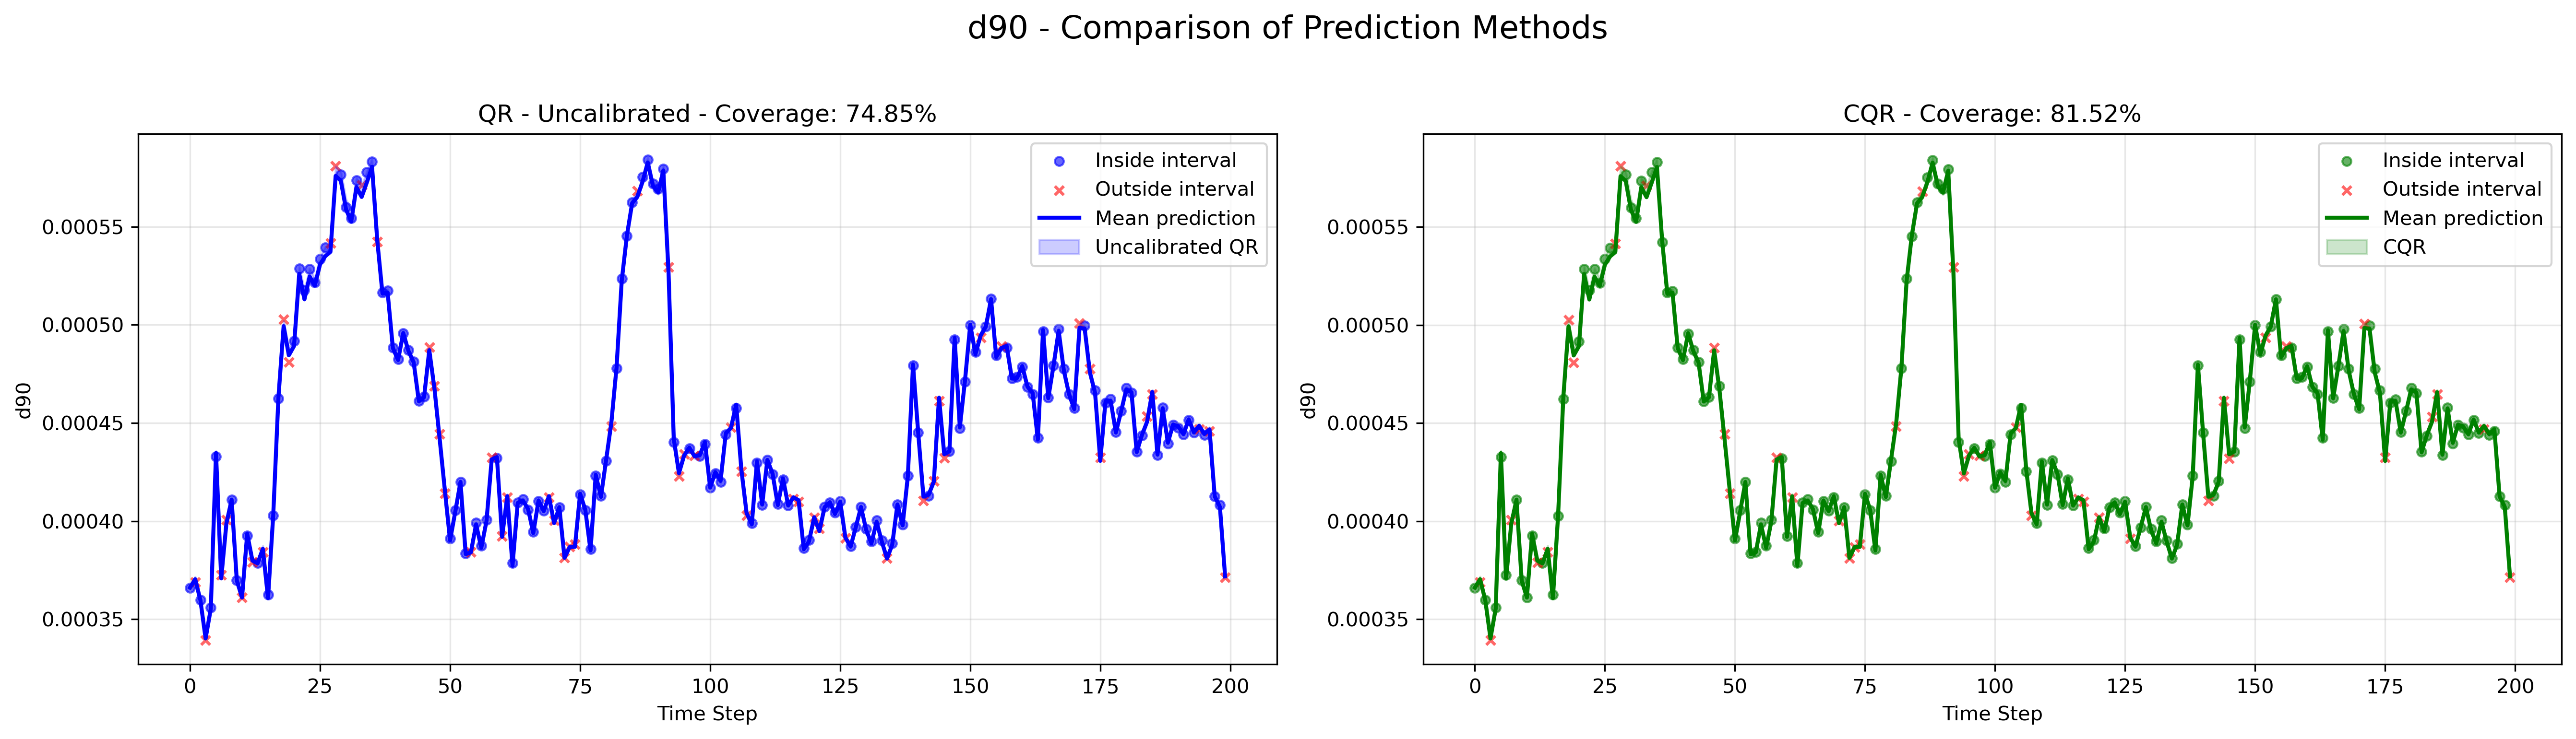 d90 - Comparison of Prediction Methods
QR - Uncalibrated - Coverage: 74.85%
Inside interval
Outside interval
Mean prediction
Uncalibrated QR
d90
0.00055
0.00050
0.00045
0.00040
0.00035
0 25 50 75 100 125 150 175 200
Time Step
CQR - Coverage: 81.52%
Inside interval
Outside interval
Mean prediction
CQR
d90
0.00055
0.00050
0.00045
0.00040
0.00035
0 25 50 75 100 125 150 175 200
Time Step